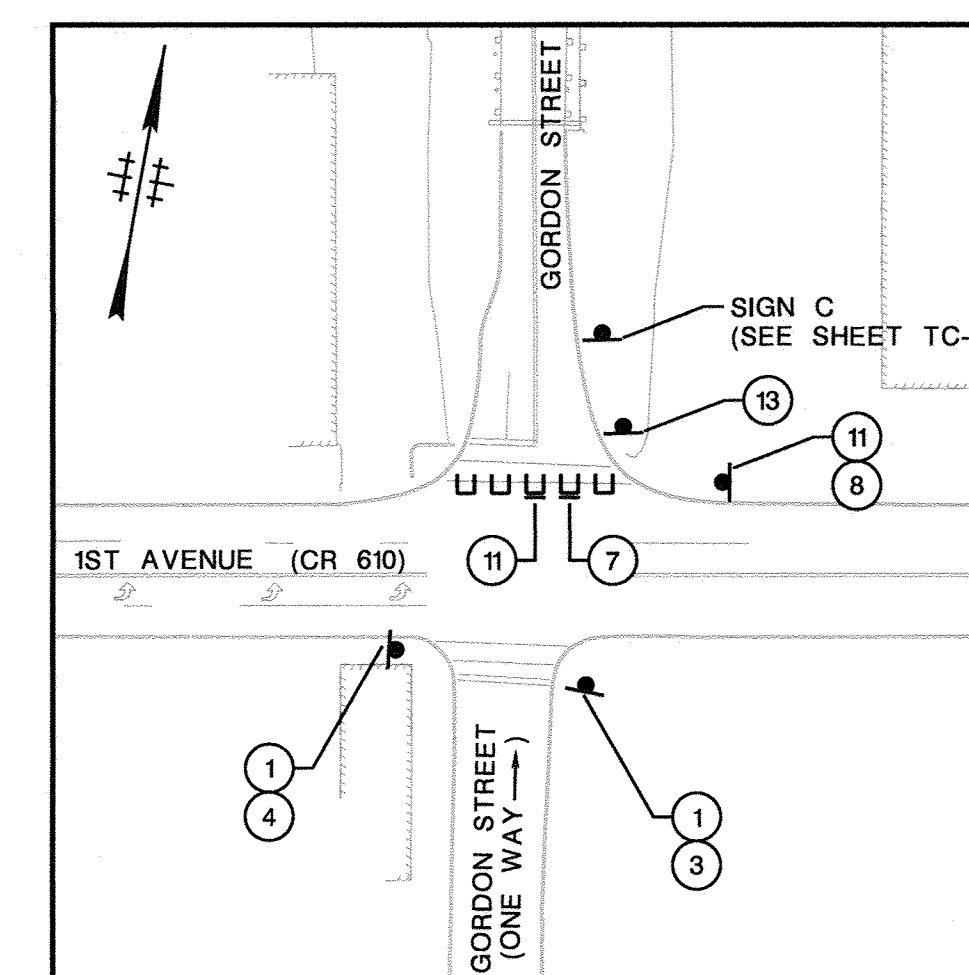 GORDON STREET
SIGN C
(SEE SHEET TC-
13
11
8
1ST AVENUE (CR 610)
11
7
1
4
1
3
GORDON STREET
(ONE WAY )